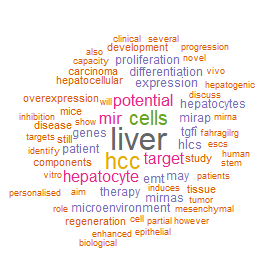 clinical several
also development progression
capacity proliferation novel
carcinoma differentiation vivo
hepatocellular expression hepatogenic
overexpression will potential discuss
inhibition mice mir cells hepatocytes
disease show mirap mirna
targets still genes liver tgfi fahragilrg
identify patient hlcs escs
components hcc target study human
vitro hepatocyte emt may patients stem
personalised aim therapy induces tissue
microenvironment mirnas tumor
role regeneration cell partial mesenchymal
enhanced epithelial however
biological